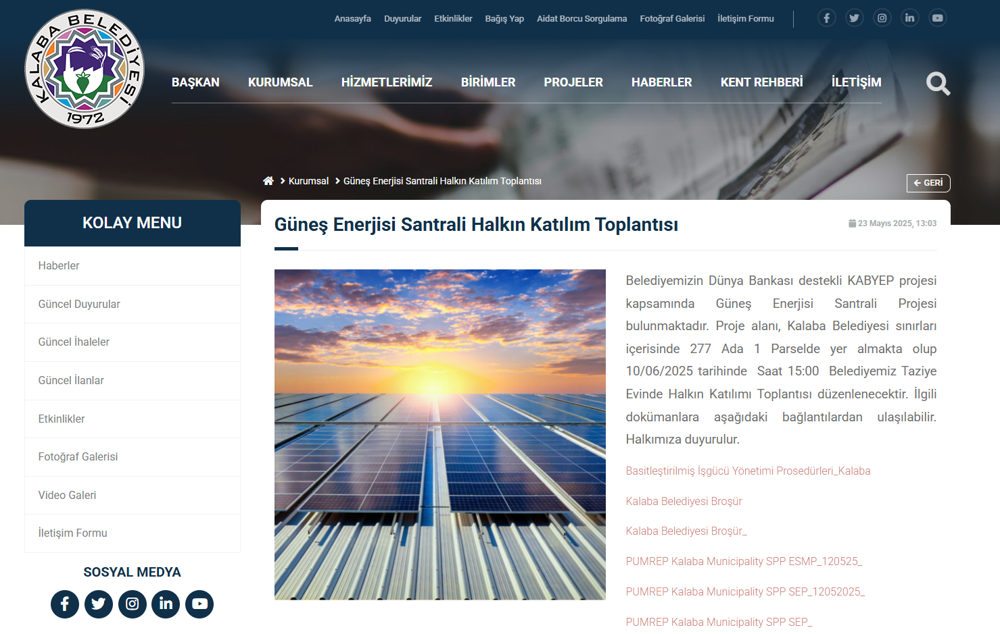 Anasayfa Duyurular Etkinlikler Bağış Yap Aidat Borcu Sorgulama Fotoğraf Galerisi İletişim Formu
KALABA BELEDİYESİ
1972
BAŞKAN KURUMSAL HİZMETLERİMİZ BİRİMLER PROJELER HABERLER KENT REHBERİ İLETİŞİM
Kurumsal Güneş Enerjisi Santrali Halkın Katılım Toplantısı
GERİ
KOLAY MENU
Haberler
Güncel Duyurular
Güncel İhaleler
Güncel İlanlar
Etkinlikler
Fotoğraf Galerisi
Video Galeri
İletişim Formu
SOSYAL MEDYA
Güneş Enerjisi Santrali Halkın Katılım Toplantısı
23 Mayıs 2025, 13:03
Belediyemizin Dünya Bankası destekli KABYEP projesi
kapsamında Güneş Enerjisi Santrali Projesi
bulunmaktadır. Proje alanı, Kalaba Belediyesi sınırları
içerisinde 277 Ada 1 Parselde yer almakta olup
10/06/2025 tarihinde Saat 15:00 Belediyemiz Taziye
Evinde Halkın Katılımı Toplantısı düzenlenecektir. İlgili
dokümanlara aşağıdaki bağlantılardan ulaşılabilir.
Halkımıza duyurulur.
Basitleştirilmiş İşgücü Yönetimi Prosedürleri_Kalaba
Kalaba Belediyesi Broşür
Kalaba Belediyesi Broşür_
PUMREP Kalaba Municipality SPP ESMP_120525_
PUMREP Kalaba Municipality SPP SEP_12052025_
PUMREP Kalaba Municipality SPP SEP_